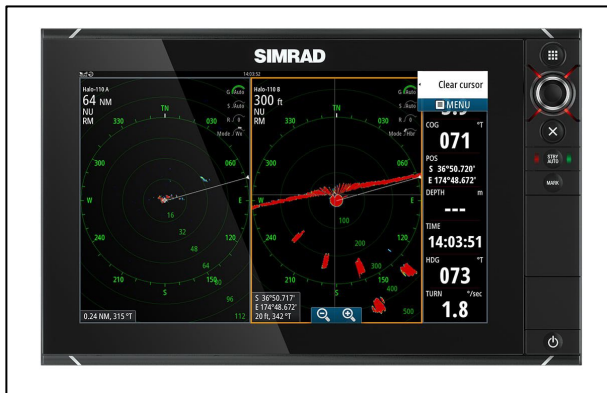 SIMRAD
14:03:52
Halo-110 A
64 NM
NU
RM
G /Auto
S /Auto
R / 0
Mode /We
TN
330
030
300
060
W
E
240
120
210
150
S
16
32
48
64
80
96
112
0.24 NM, 315 °T
Halo-110 B
300 ft
NU
RM
G /Auto
S /Auto
R / 0
Mode /Hbr
TN
330
030
300
060
W
E
240
120
210
150
S
100
200
300
400
500
S 36°50.717'
E 174°48.672'
20 ft, 342 °T
Clear cursor
MENU
COG °T
071
POS
S 36°50.720'
E 174°48.672'
DEPTH m
---
TIME
14:03:51
HDG °T
073
TURN °/sec
1.8
STBY
AUTO
MARK